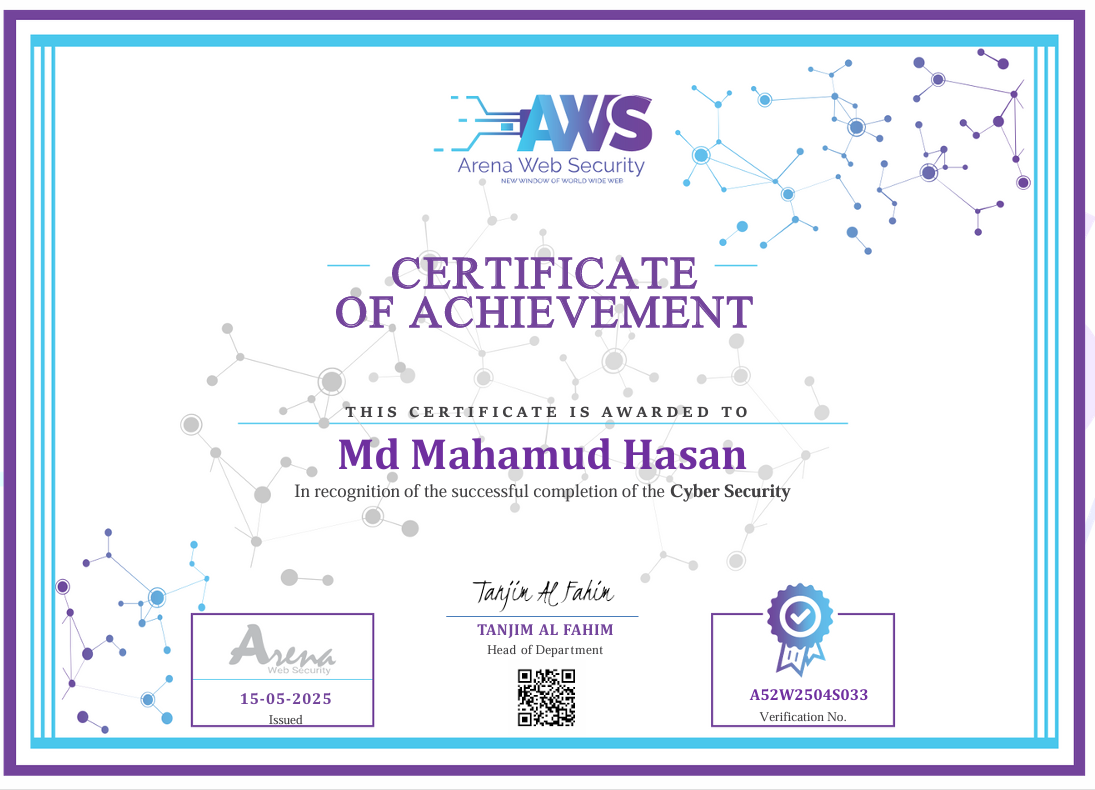 AWS
Arena Web Security
NEW WINDOW OF WORLD WIDE WEB
CERTIFICATE
OF ACHIEVEMENT
THIS CERTIFICATE IS AWARDED TO
Md Mahamud Hasan
In recognition of the successful completion of the Cyber Security
Tanjim Al Fahim
TANJIM AL FAHIM
Head of Department
Arena
Web Security
15-05-2025
Issued
A52W2504S033
Verification No.